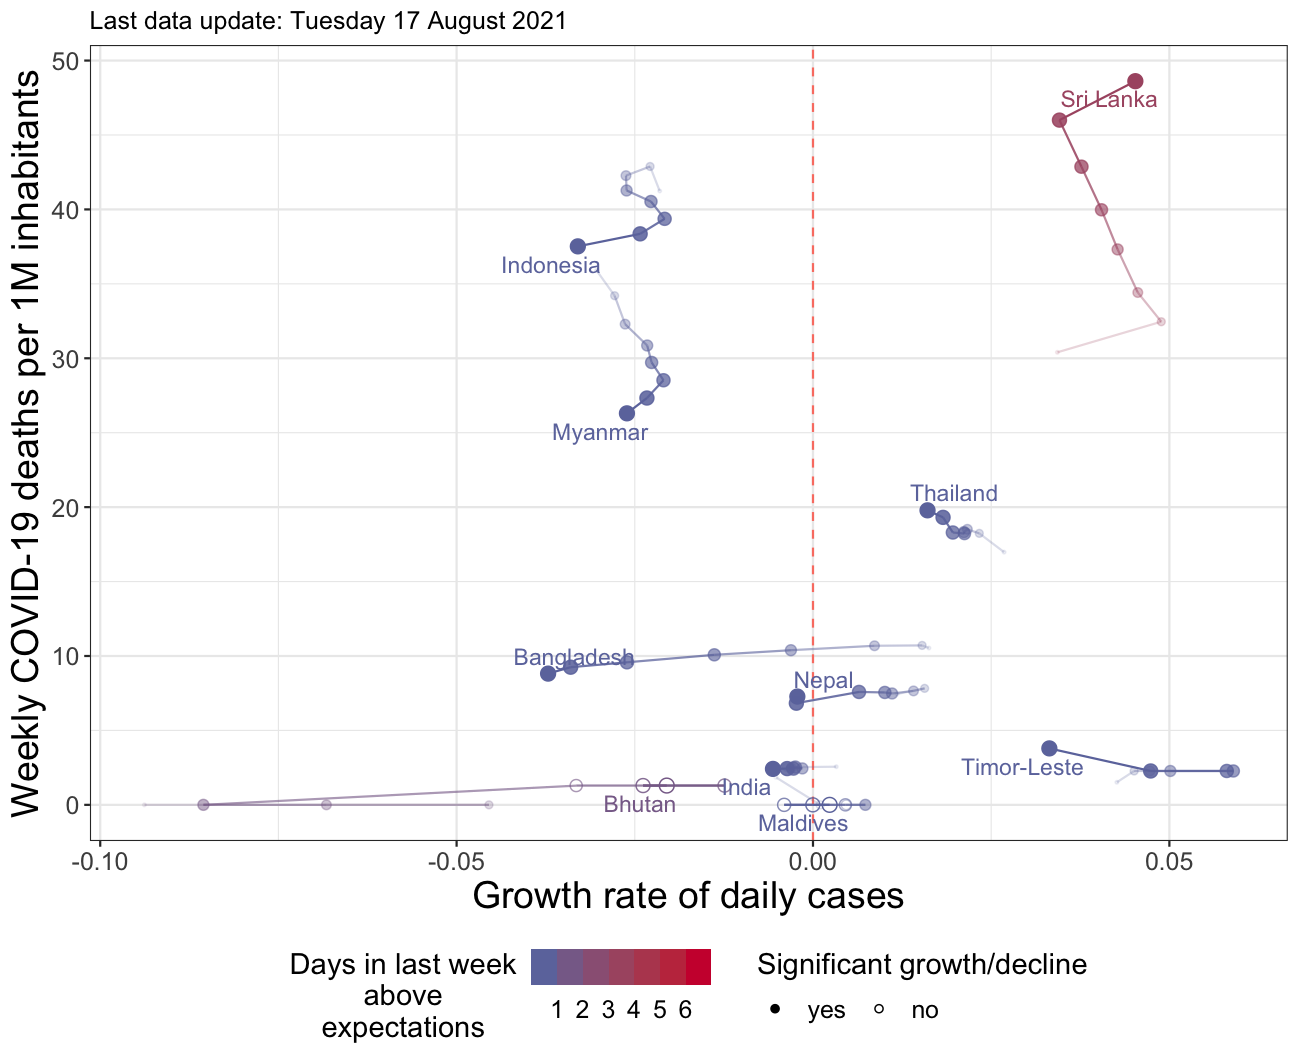 Last data update: Tuesday 17 August 2021
Weekly COVID-19 deaths per 1M inhabitants
50
40
30
20
10
0
Sri Lanka
Indonesia
Myanmar
Thailand
Bangladesh
Nepal
Timor-Leste
India
Bhutan
Maldives
-0.10
-0.05
0.00
0.05
Growth rate of daily cases
Days in last week
above
expectations
1 2 3 4 5 6
Significant growth/decline
yes
no